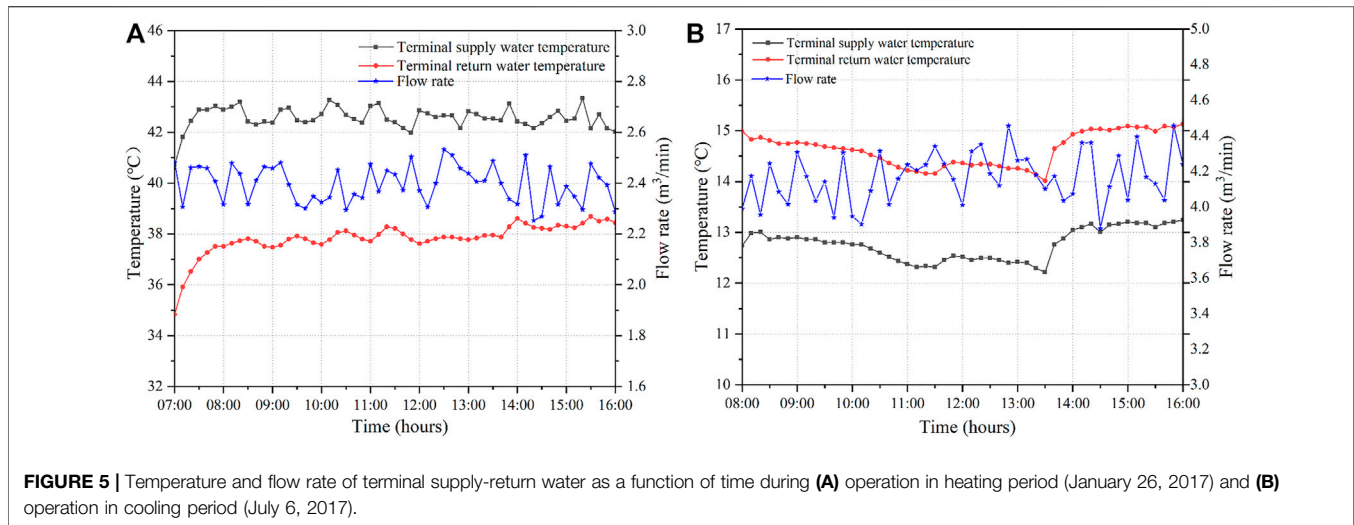 A
46
44
42
40
38
36
34
32
Temperature (°C)
Terminal supply water temperature
Terminal return water temperature
Flow rate
3.0
2.8
2.6
2.4
2.2
2.0
1.8
1.6
Flow rate (m³/min)
07:00 08:00 09:00 10:00 11:00 12:00 13:00 14:00 15:00 16:00
Time (hours)
B
17
16
15
14
13
12
11
10
Temperature (°C)
Terminal supply water temperature
Terminal return water temperature
Flow rate
5.0
4.8
4.6
4.4
4.2
4.0
3.8
3.6
3.4
3.2
3.0
Flow rate (m³/min)
08:00 09:00 10:00 11:00 12:00 13:00 14:00 15:00 16:00
Time (hours)
FIGURE 5 | Temperature and flow rate of terminal supply-return water as a function of time during (A) operation in heating period (January 26, 2017) and (B)
operation in cooling period (July 6, 2017).